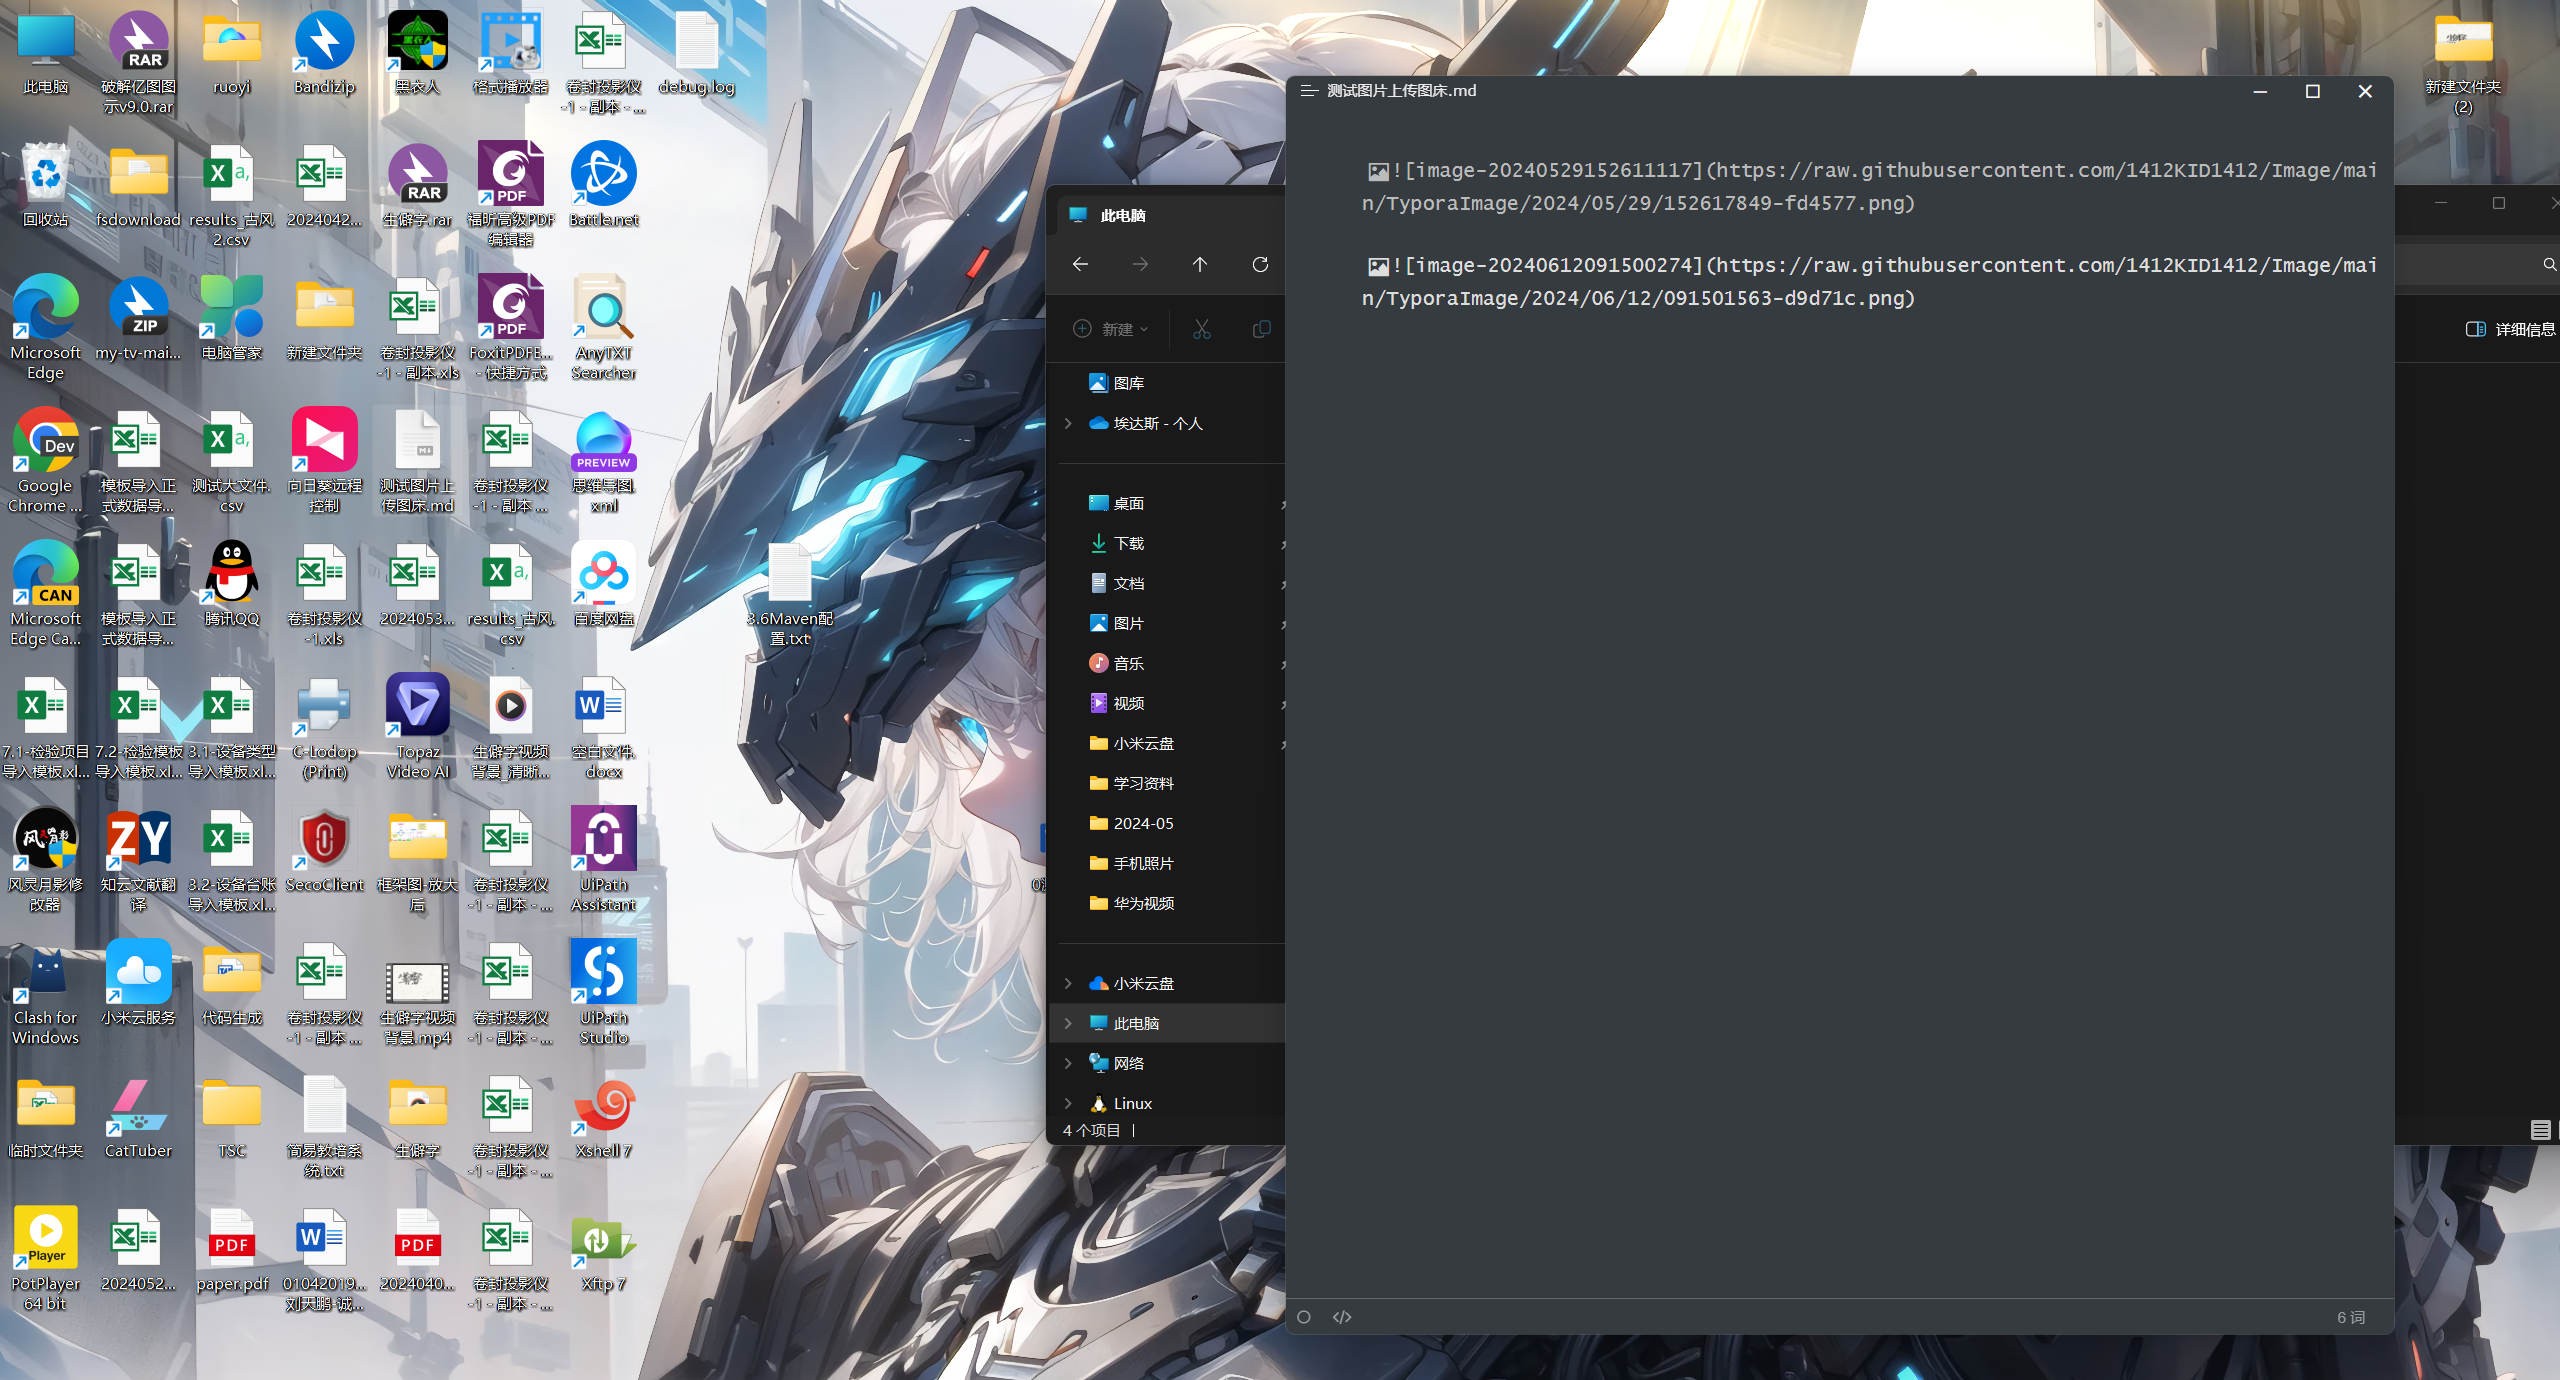 此电脑
破解亿图图
示v9.0.rar
ruoyi
Bandizip
黑衣人
格式播放器
卷封投影仪
-1 - 副本 - ...
debug.log
新建文件夹
(2)
回收站
fsdownload
results_古风
2.csv
2024042...
生僻字.rar
福昕高级PDF
编辑器
Battle.net
Microsoft
Edge
my-tv-mai...
电脑管家
新建文件夹
卷封投影仪
-1 - 副本.xls
FoxitPDFE...
- 快捷方式
AnyTXT
Searcher
Google
Chrome ...
模板导入正
式数据导...
测试大文件.
csv
向日葵远程
控制
测试图片上
传图床.md
卷封投影仪
-1 - 副本 ...
思维导图.
xml
Microsoft
Edge Ca...
模板导入正
式数据导...
腾讯QQ
卷封投影仪
-1.xls
2024053...
results_古风.
csv
百度网盘
3.6Maven配
置.txt
7.1-检验项目
导入模板.xl...
7.2-检验模板
导入模板.xl...
3.1-设备类型
导入模板.xl...
C-Lodop
(Print)
Topaz
Video AI
生僻字视频
背景_清晰...
空白文件.
docx
风灵月影修
改器
知云文献翻
译
3.2-设备台账
导入模板.xl...
SecoClient
框架图-放大
后
卷封投影仪
-1 - 副本 - ...
UiPath
Assistant
Clash for
Windows
小米云服务
代码生成
卷封投影仪
-1 - 副本 ...
生僻字视频
背景.mp4
卷封投影仪
-1 - 副本 - ...
UiPath
Studio
临时文件夹
CatTuber
TSC
简易教培系
统.txt
生僻字
卷封投影仪
-1 - 副本 - ...
Xshell 7
PotPlayer
64 bit
2024052...
paper.pdf
01042019...
刘天鹏-诚...
2024040...
卷封投影仪
-1 - 副本 - ...
Xftp 7
此电脑
新建
详细信息
图库
埃达斯 - 个人
桌面
下载
文档
图片
音乐
视频
小米云盘
学习资料
2024-05
手机照片
华为视频
小米云盘
此电脑
网络
Linux
4 个项目
测试图片上传图床.md
![image-20240529152611117](https://raw.githubusercontent.com/1412KID1412/Image/mai
n/TyporaImage/2024/05/29/152617849-fd4577.png)
![image-20240612091500274](https://raw.githubusercontent.com/1412KID1412/Image/mai
n/TyporaImage/2024/06/12/091501563-d9d71c.png)
6 词